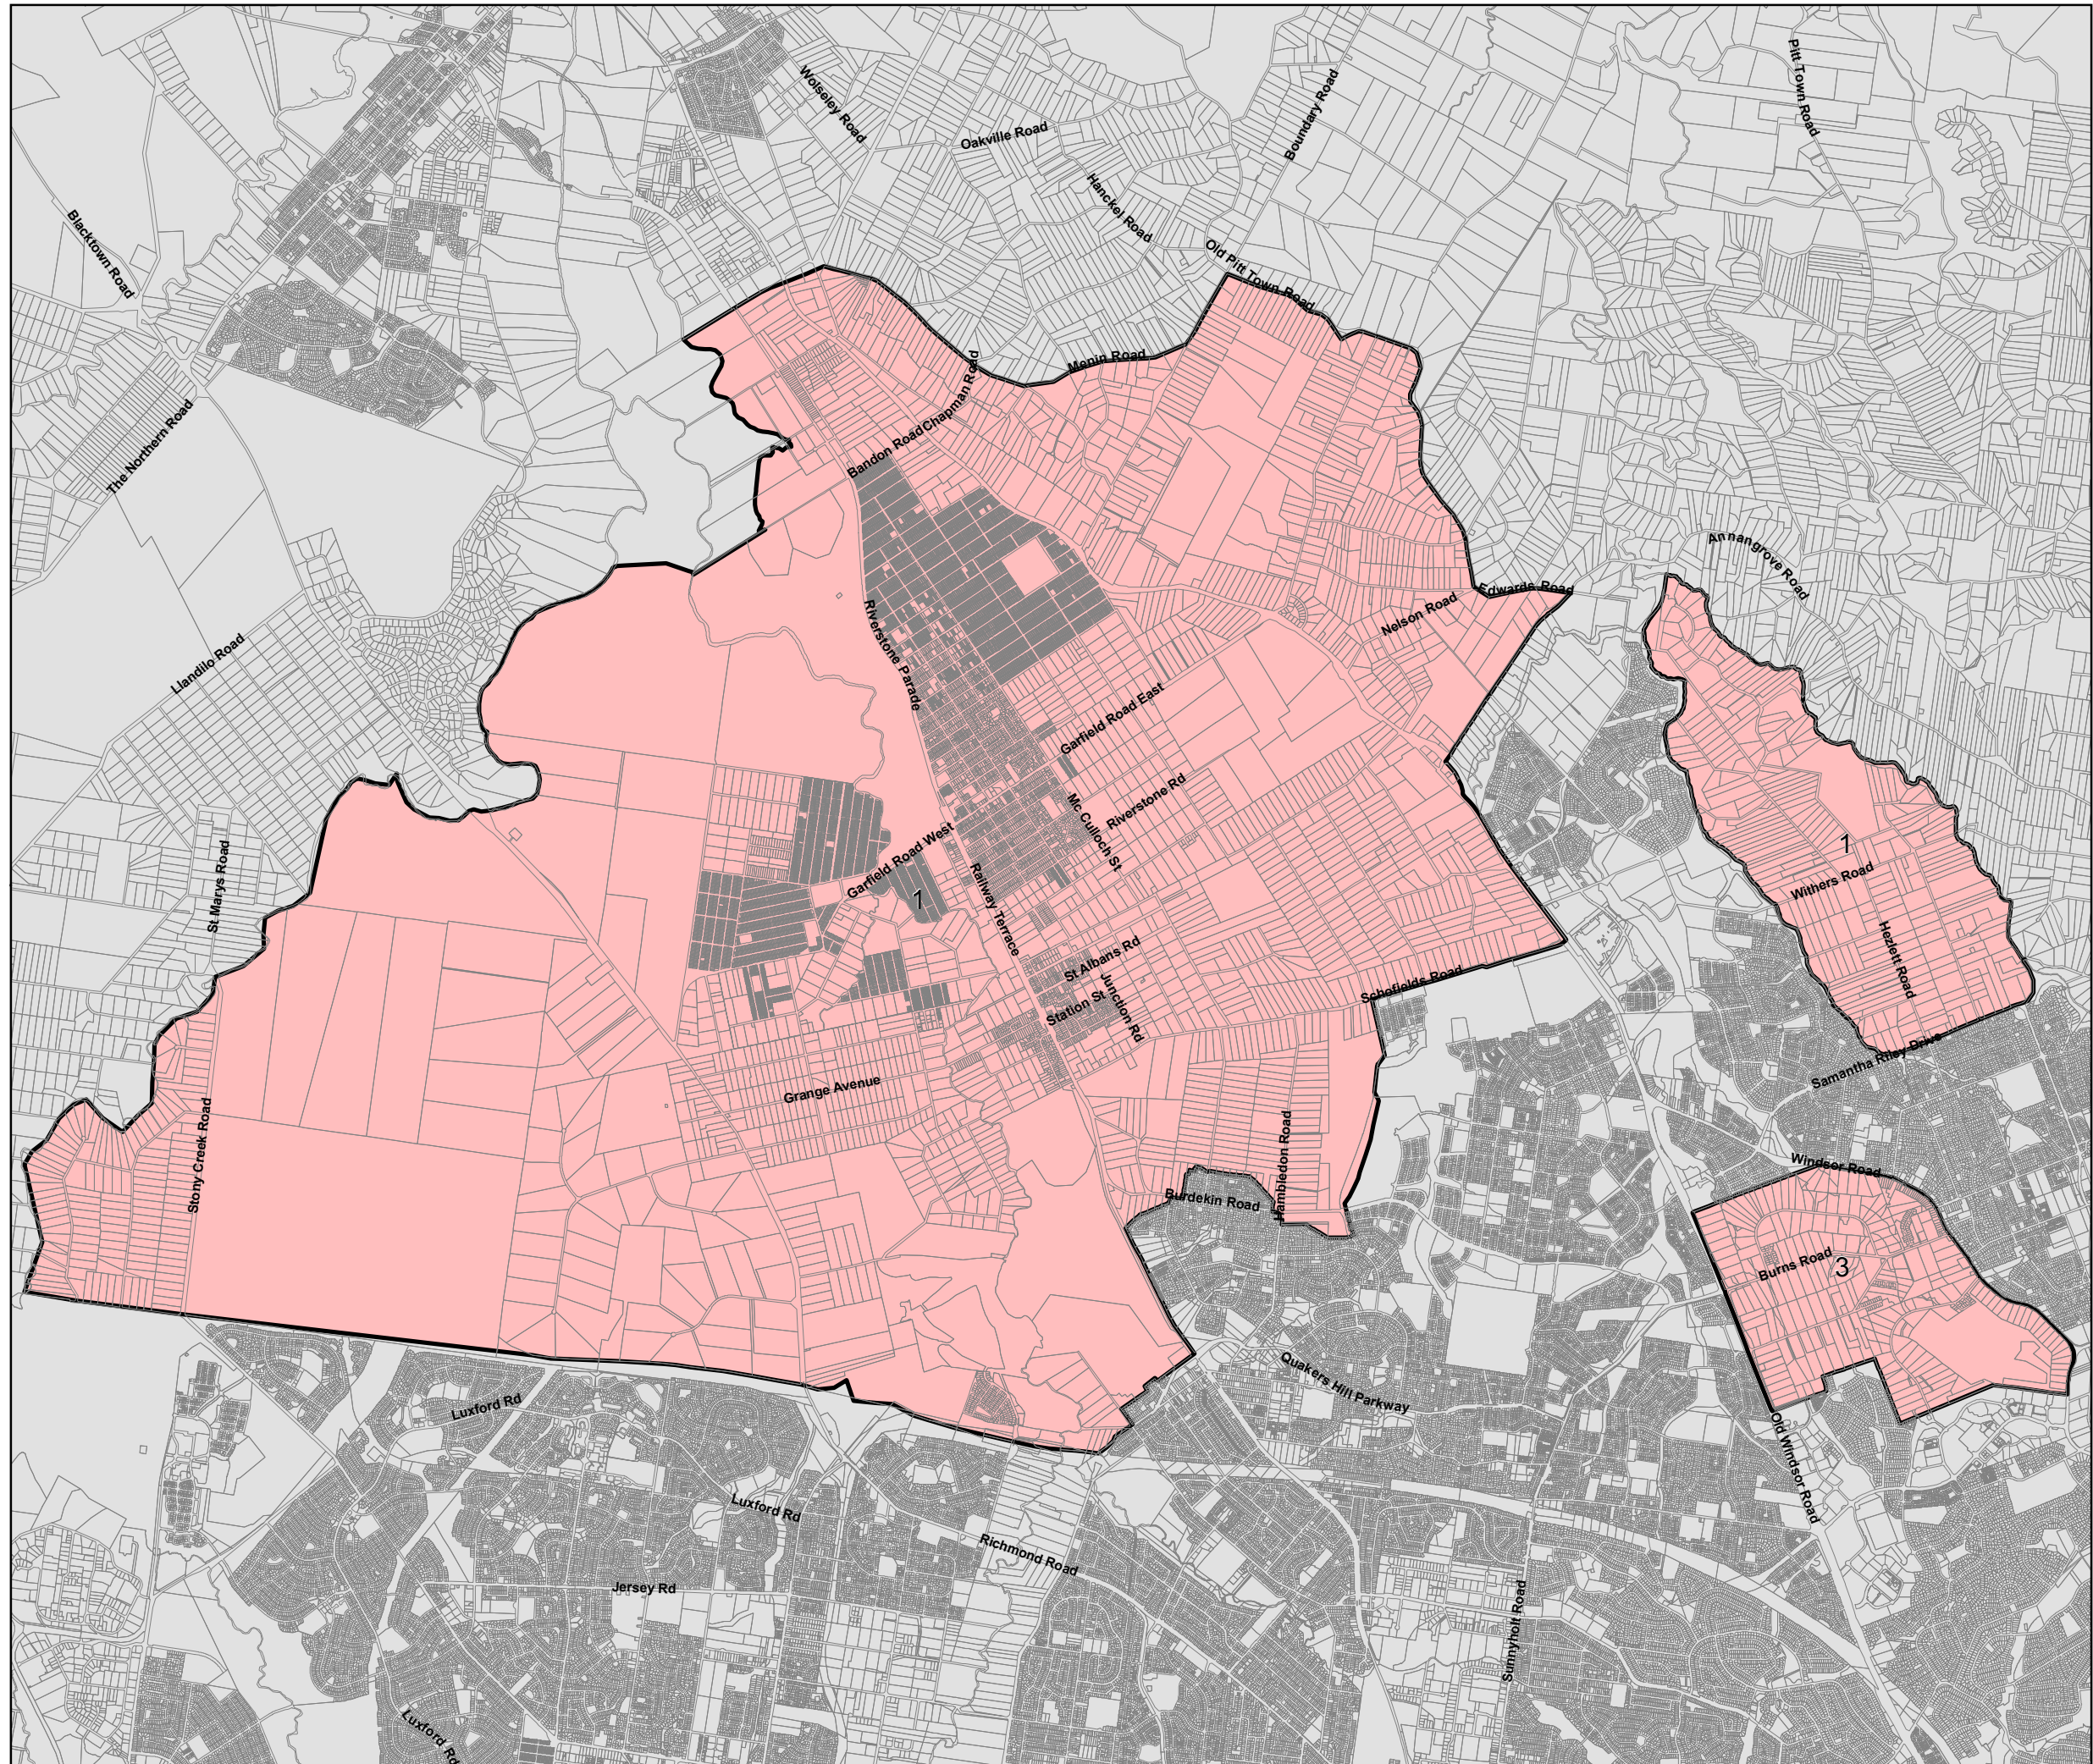 Pitt Town Road
Wolseley Road
Boundary Road
Oakville Road
Hanckel Road
Blacktown Road
Old Pitt Town Road
Menin Road
Chapman Road
The Northern Road
Bandon Road
Annangrove Road
Edwards Road
Nelson Road
Riverstone Parade
Llandilo Road
Garfield Road East
Riverstone Rd
Mc Culloch St
Garfield Road West
1
1
Withers Road
St Marys Road
Railway Terrace
Hezlett Road
St Albans Rd
Schofields Road
Junction Rd
Station St
Samantha Riley Drive
Grange Avenue
Stony Creek Road
Hambledon Road
Windsor Road
Burdekin Road
Burns Road
3
Quakers Hill Parkway
Luxford Rd
Old Windsor Road
Luxford Rd
Richmond Road
Jersey Rd
Sunnyholt Road
Luxford Rd